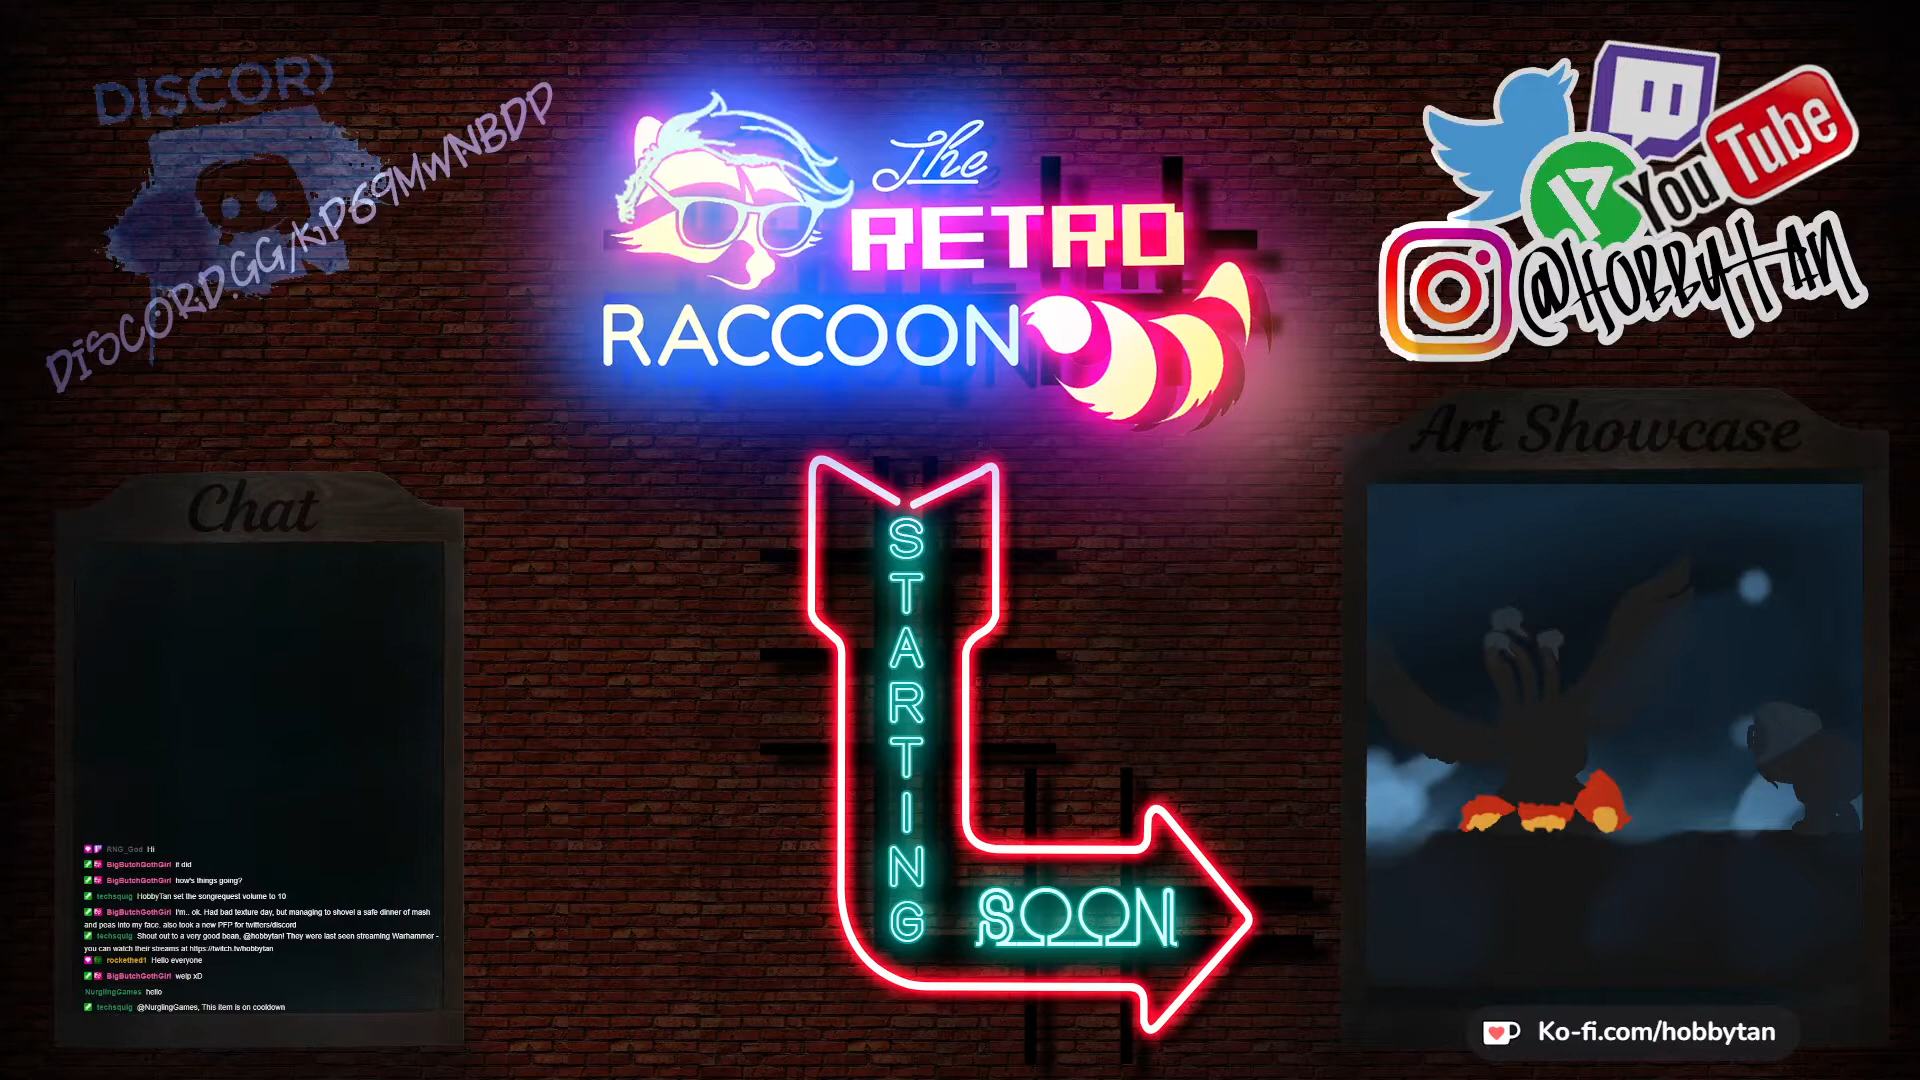 DISCORD
DISCORD.GG/KP69MWNBDP
The
RETRO
RACCOON
YouTube
@HOBBYTAN
Art Showcase
Chat
STARTING
SOON
RNG_God Hi
BigButchGothGirl it did
BigButchGothGirl how's things going?
techsquig HobbyTan set the songrequest volume to 10
BigButchGothGirl I'm.. ok. Had bad texture day, but managing to shovel a safe dinner of mash
and peas into my face. also took a new PFP for twitters/discord
techsquig Shout out to a very good bean, @hobbytan! They were last seen streaming Warhammer -
you can watch their streams at https://twitch.tv/hobbytan
rockethed1 Hello everyone
BigButchGothGirl welp xD
NurglingGames hello
techsquig @NurglingGames, This item is on cooldown
Ko-fi.com/hobbytan